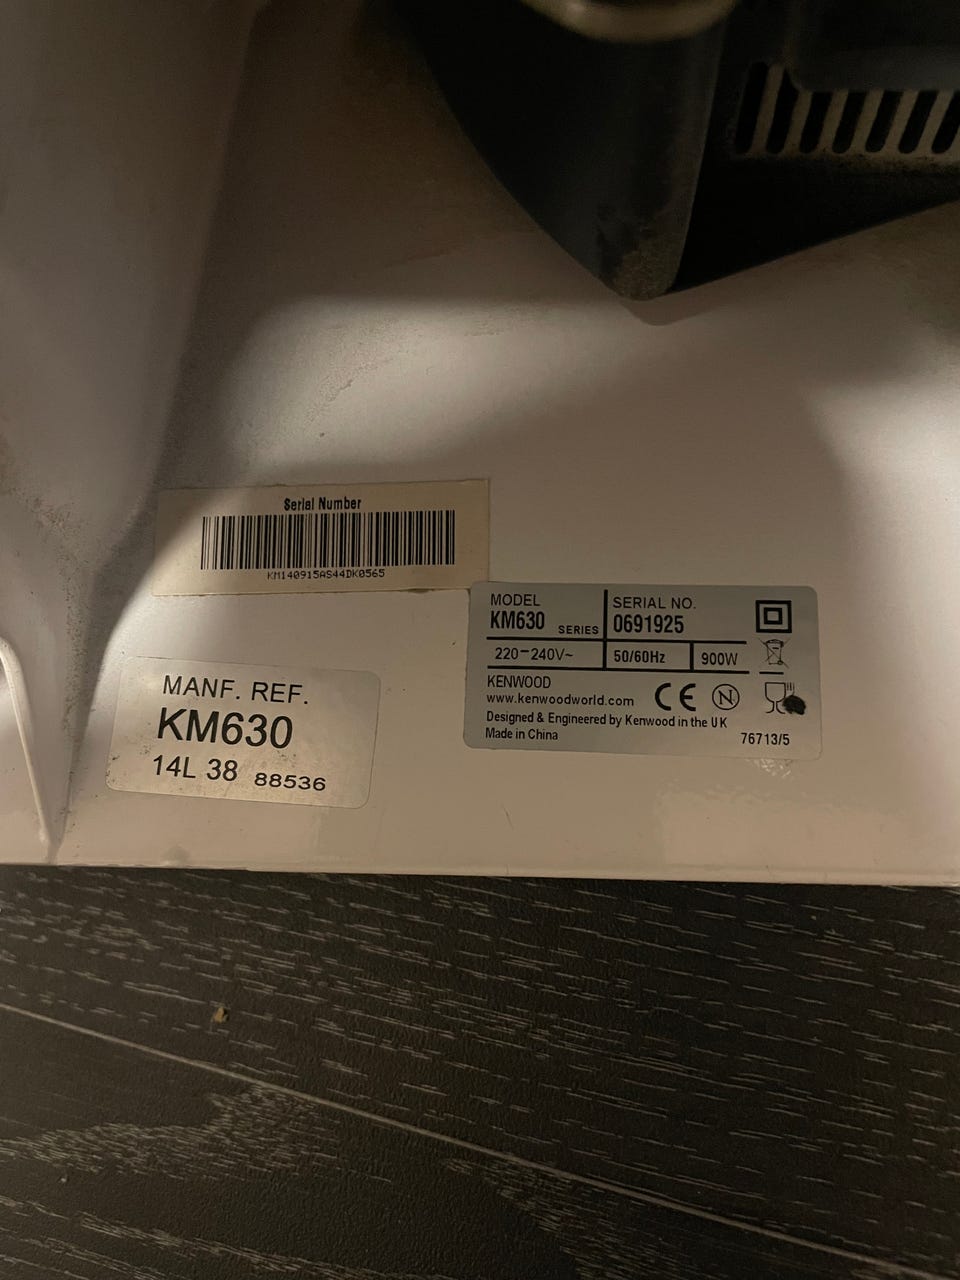 Serial Number
KM140915AS44DK0565
MODEL
KM630 SERIES
SERIAL NO.
0691925
220-240V~
50/60Hz
900W
KENWOOD
www.kenwoodworld.com
CE N
Designed & Engineered by Kenwood in the UK
Made in China
76713/5
MANF. REF.
KM630
14L 38 88536